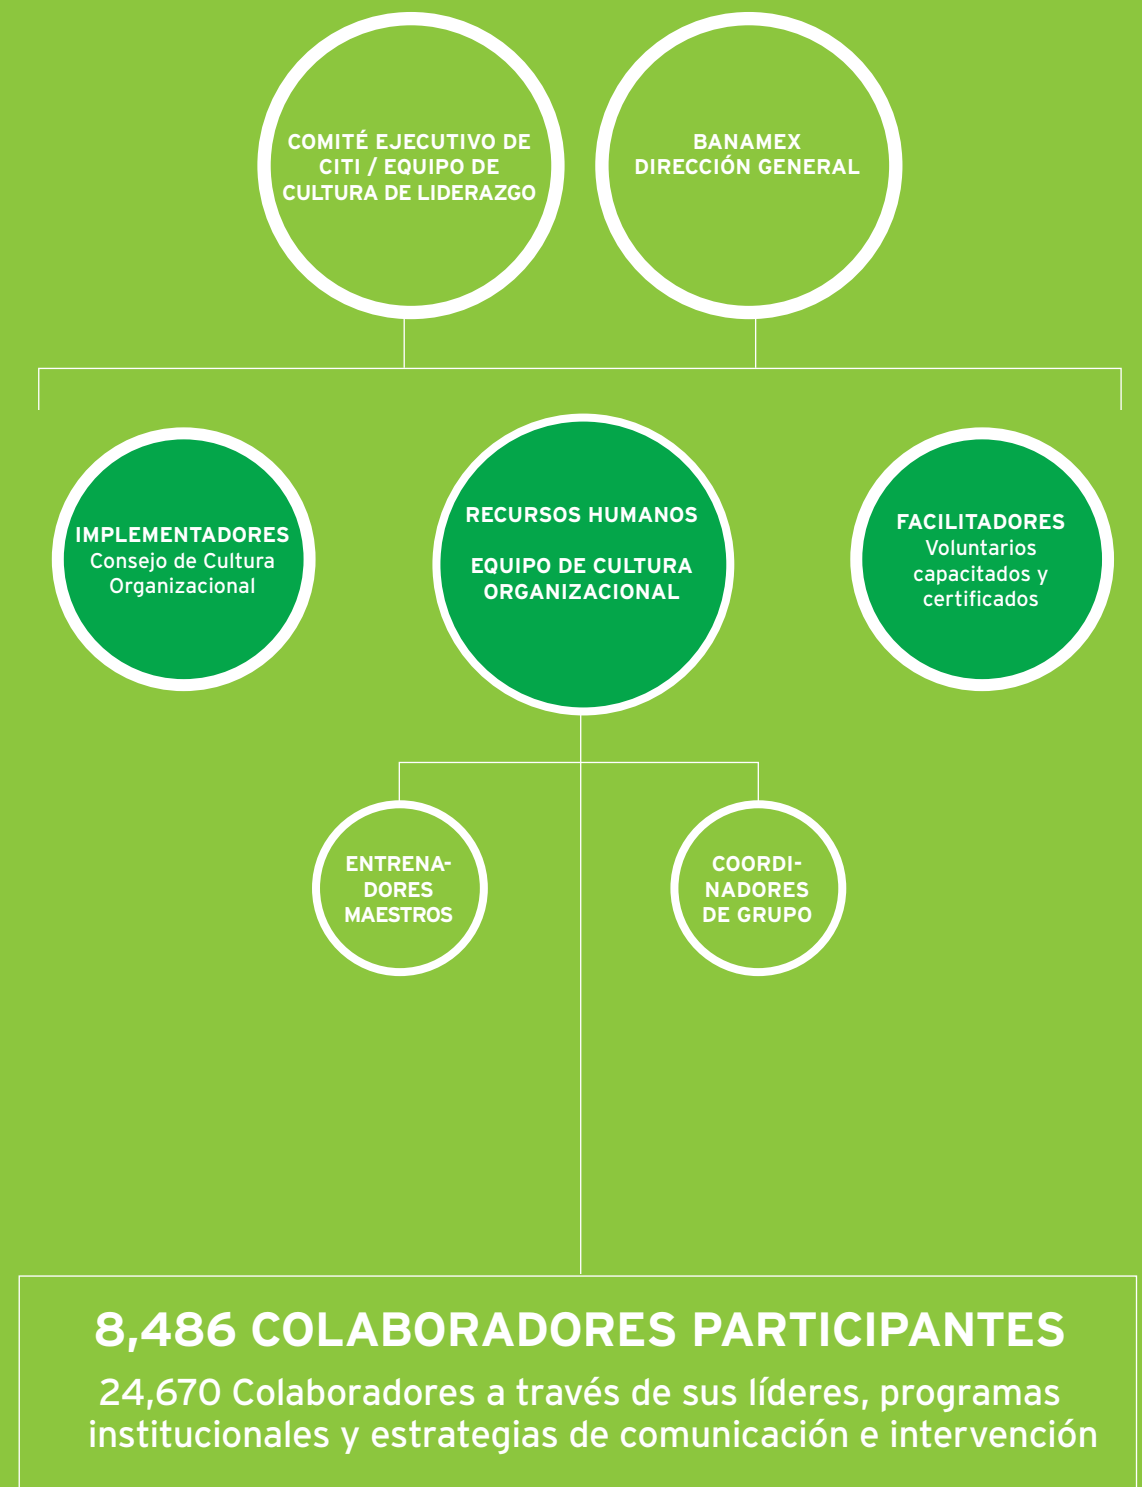 COMITÉ EJECUTIVO DE
CITI / EQUIPO DE
CULTURA DE LIDERAZGO
BANAMEX
DIRECCIÓN GENERAL
IMPLEMENTADORES
Consejo de Cultura
Organizacional
RECURSOS HUMANOS
EQUIPO DE CULTURA
ORGANIZACIONAL
FACILITADORES
Voluntarios
capacitados y
certificados
ENTRENA-
DORES
MAESTROS
COORDI-
NADORES
DE GRUPO
8,486 COLABORADORES PARTICIPANTES
24,670 Colaboradores a través de sus líderes, programas
institucionales y estrategias de comunicación e intervención